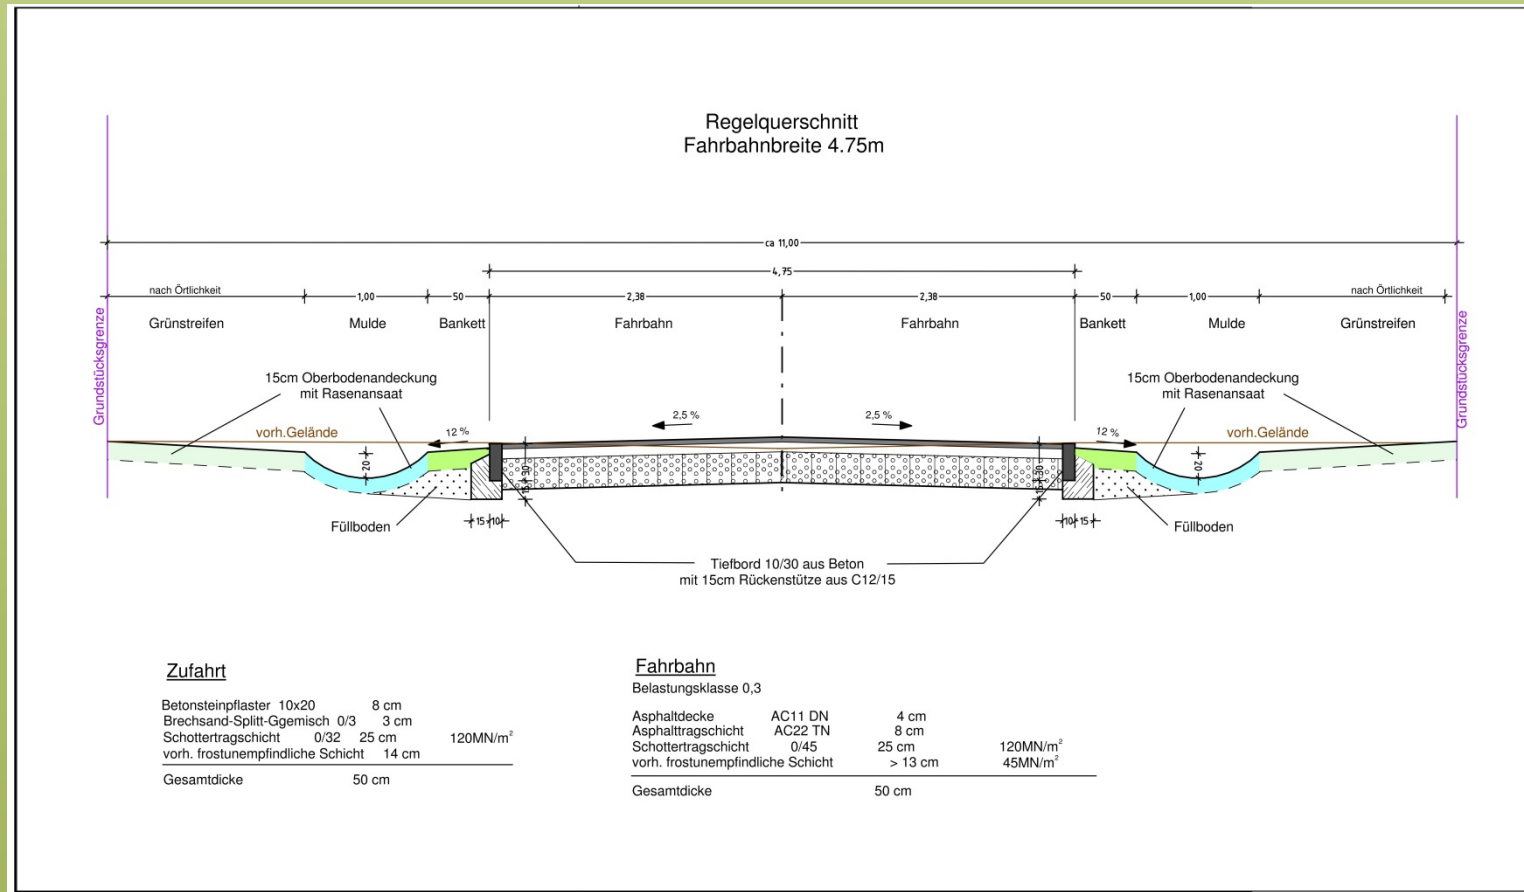 Regelquerschnitt
Fahrbahnbreite 4.75m
ca 11,00
4,75
nach Örtlichkeit 1,00 50 2,38 2,38 50 1,00 nach Örtlichkeit
Grünstreifen Mulde Bankett Fahrbahn Fahrbahn Bankett Mulde Grünstreifen
Grundstücksgrenze
Grundstücksgrenze
15cm Oberbodenandeckung
mit Rasenansaat
15cm Oberbodenandeckung
mit Rasenansaat
vorh.Gelände 12 % 2,5 % 2,5 % 12 % vorh.Gelände
20 30 30 20
15 15
Füllboden 15 10 10 15 Füllboden
Tiefbord 10/30 aus Beton
mit 15cm Rückenstütze aus C12/15
Zufahrt
Betonsteinpflaster 10x20 8 cm
Brechsand-Splitt-Ggemisch 0/3 3 cm
Schottertragschicht 0/32 25 cm 120MN/m²
vorh. frostunempfindliche Schicht 14 cm
Gesamtdicke 50 cm
Fahrbahn
Belastungsklasse 0,3
Asphaltdecke AC11 DN 4 cm
Asphalttragschicht AC22 TN 8 cm
Schottertragschicht 0/45 25 cm 120MN/m²
vorh. frostunempfindliche Schicht > 13 cm 45MN/m²
Gesamtdicke 50 cm